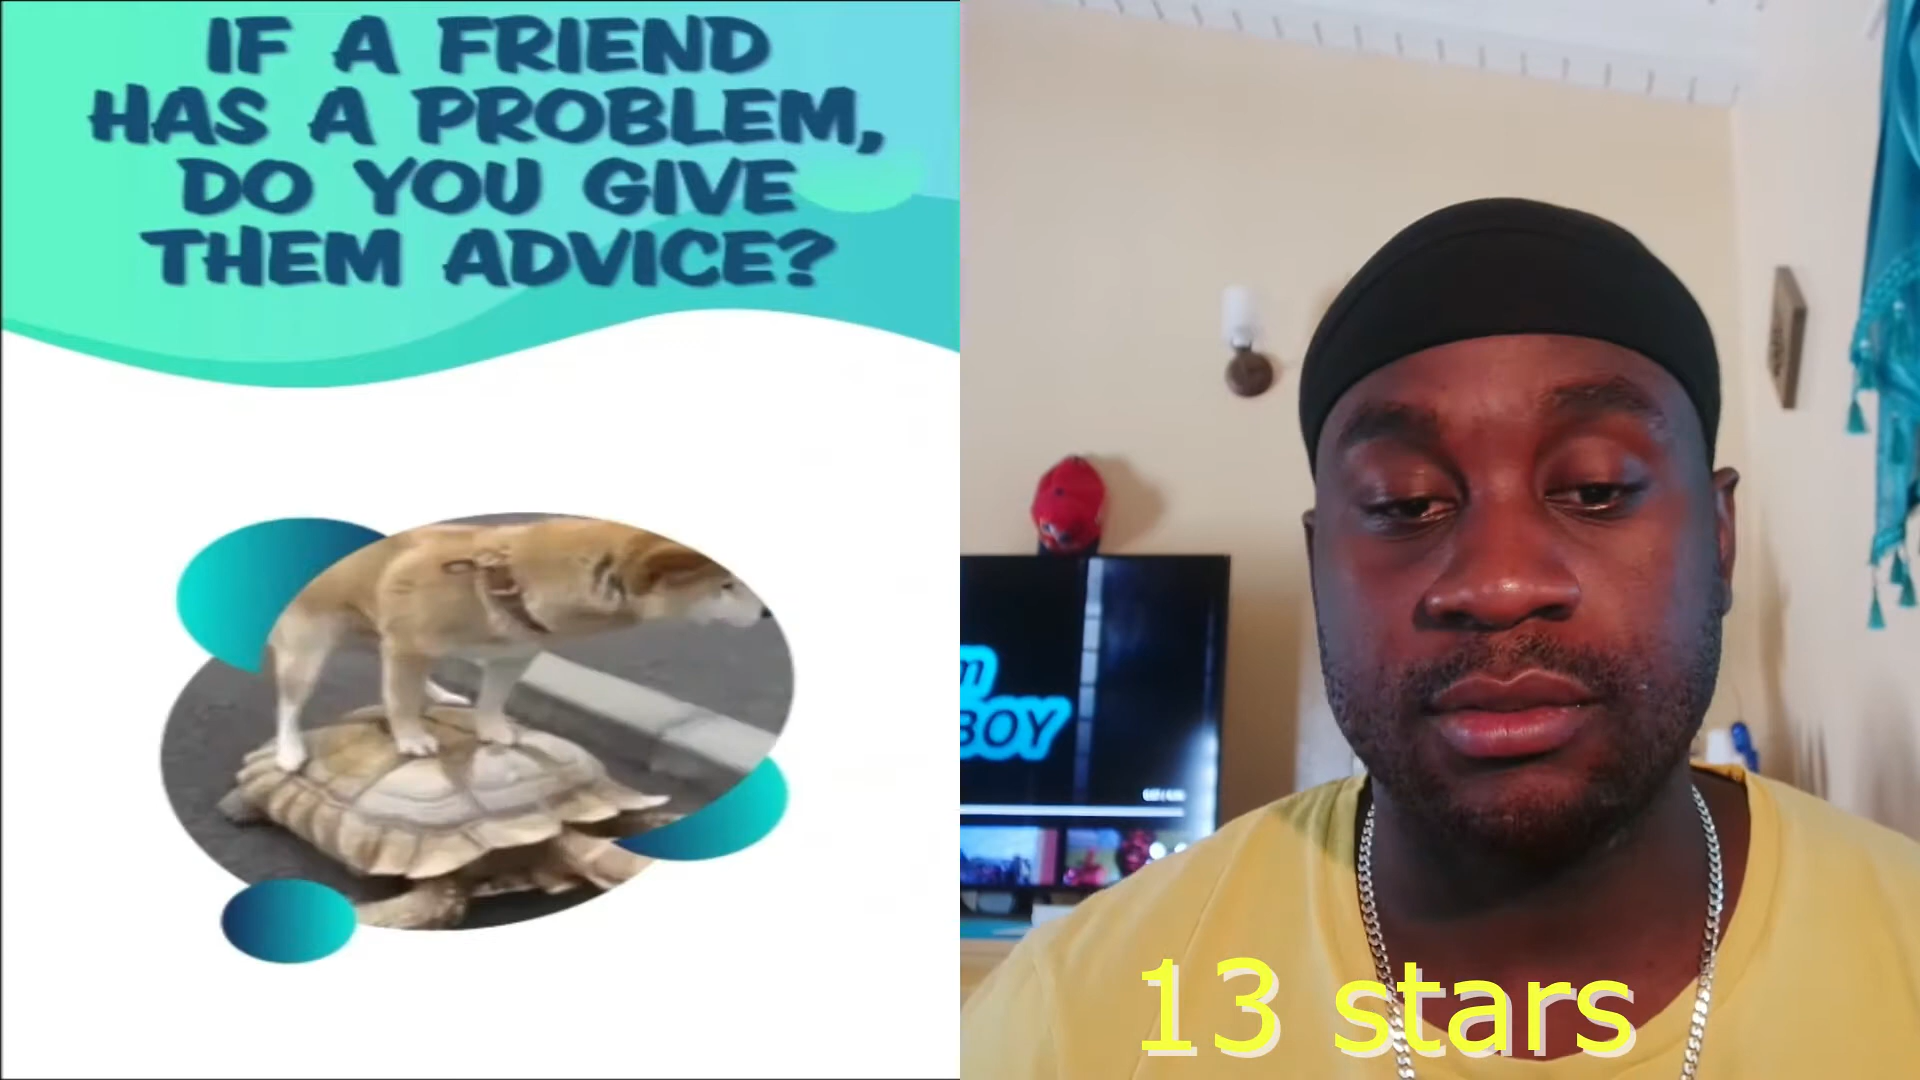 IF A FRIEND
HAS A PROBLEM,
DO YOU GIVE
THEM ADVICE?
BOY
13 stars